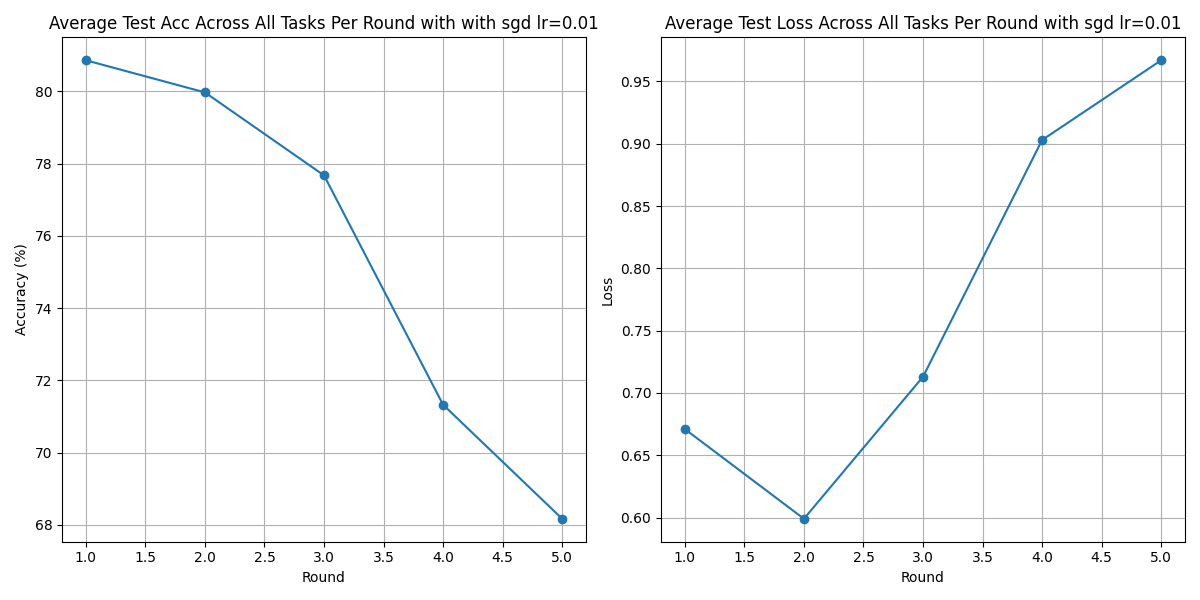 Average Test Acc Across All Tasks Per Round with with sgd lr=0.01
Accuracy (%)
80
78
76
74
72
70
68
1.0 1.5 2.0 2.5 3.0 3.5 4.0 4.5 5.0
Round
Average Test Loss Across All Tasks Per Round with sgd lr=0.01
Loss
0.95
0.90
0.85
0.80
0.75
0.70
0.65
0.60
1.0 1.5 2.0 2.5 3.0 3.5 4.0 4.5 5.0
Round